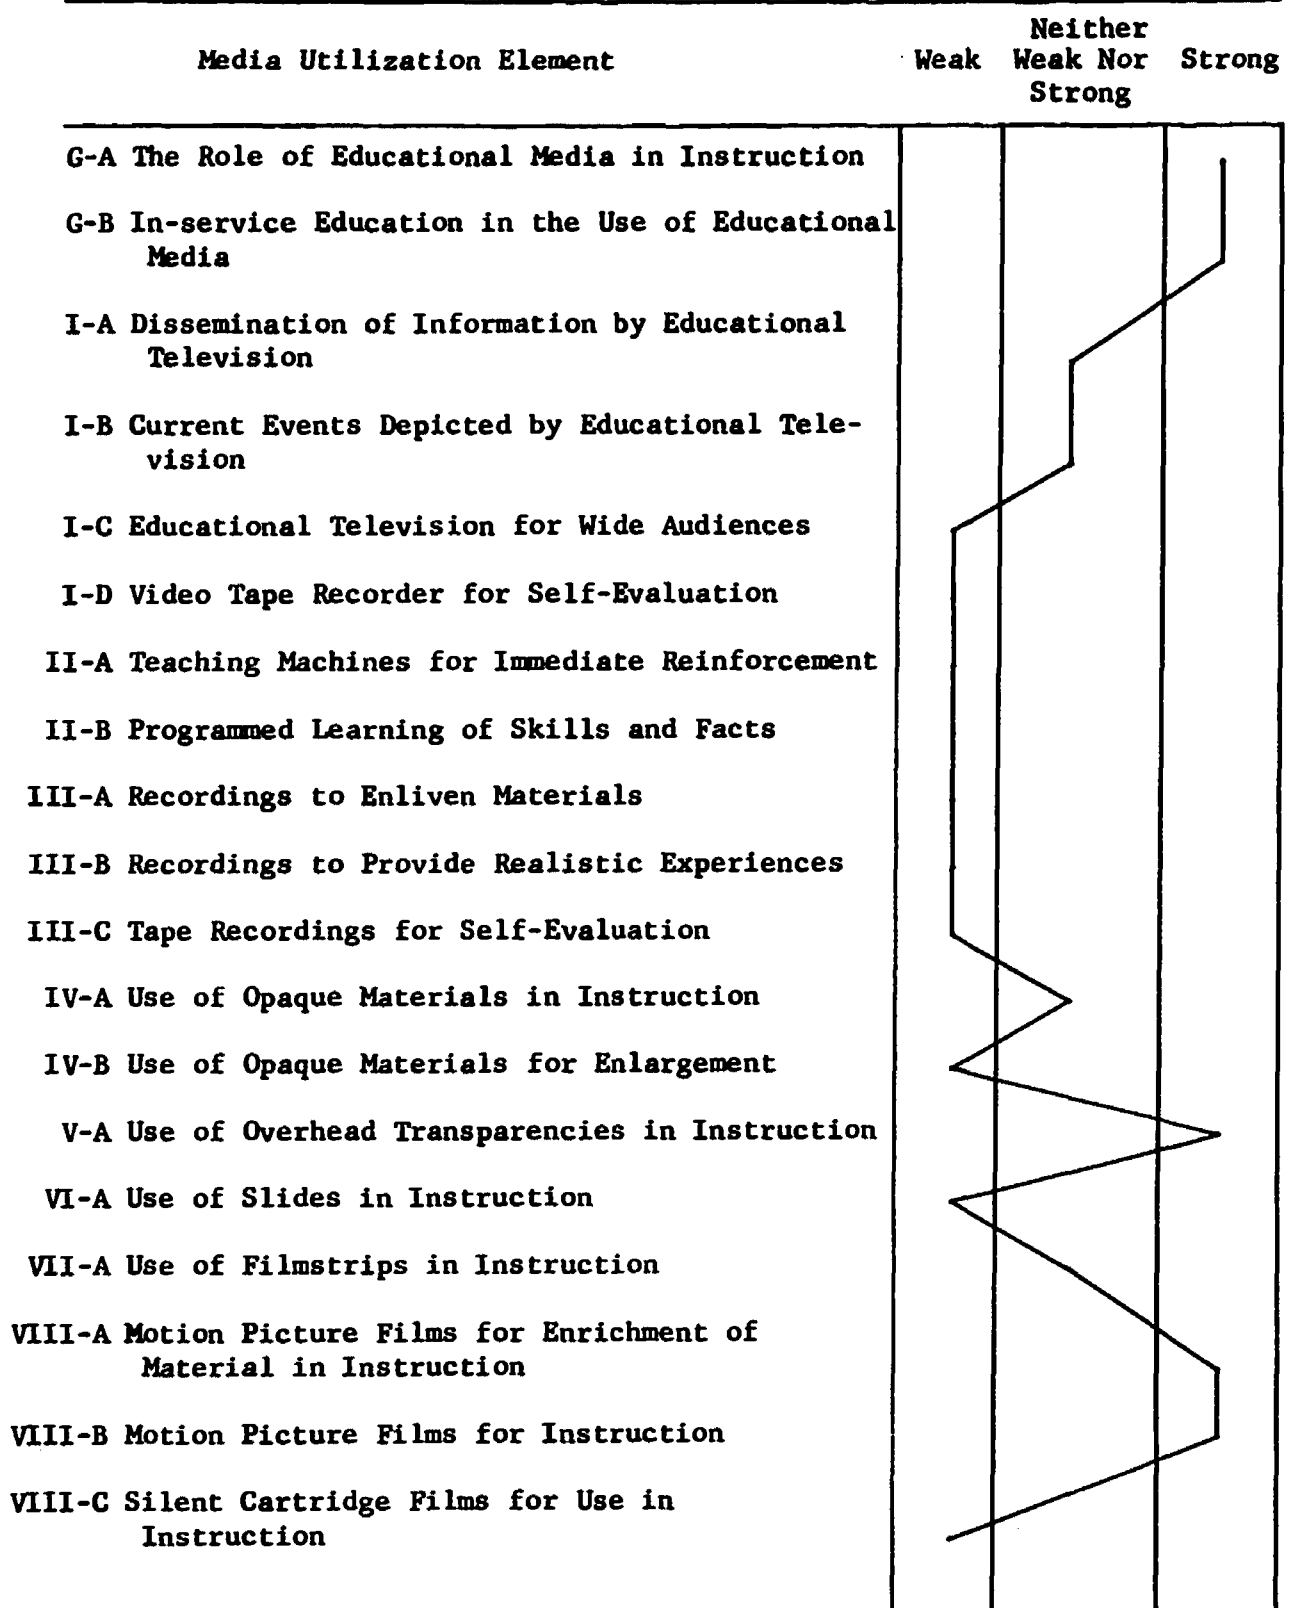 Media Utilization Element Weak Neither Weak Nor Strong Strong
G-A The Role of Educational Media in Instruction
G-B In-service Education in the Use of Educational
Media
I-A Dissemination of Information by Educational
Television
I-B Current Events Depicted by Educational Tele-
vision
I-C Educational Television for Wide Audiences
I-D Video Tape Recorder for Self-Evaluation
II-A Teaching Machines for Immediate Reinforcement
II-B Programmed Learning of Skills and Facts
III-A Recordings to Enliven Materials
III-B Recordings to Provide Realistic Experiences
III-C Tape Recordings for Self-Evaluation
IV-A Use of Opaque Materials in Instruction
IV-B Use of Opaque Materials for Enlargement
V-A Use of Overhead Transparencies in Instruction
VI-A Use of Slides in Instruction
VII-A Use of Filmstrips in Instruction
VIII-A Motion Picture Films for Enrichment of
Material in Instruction
VIII-B Motion Picture Films for Instruction
VIII-C Silent Cartridge Films for Use in
Instruction